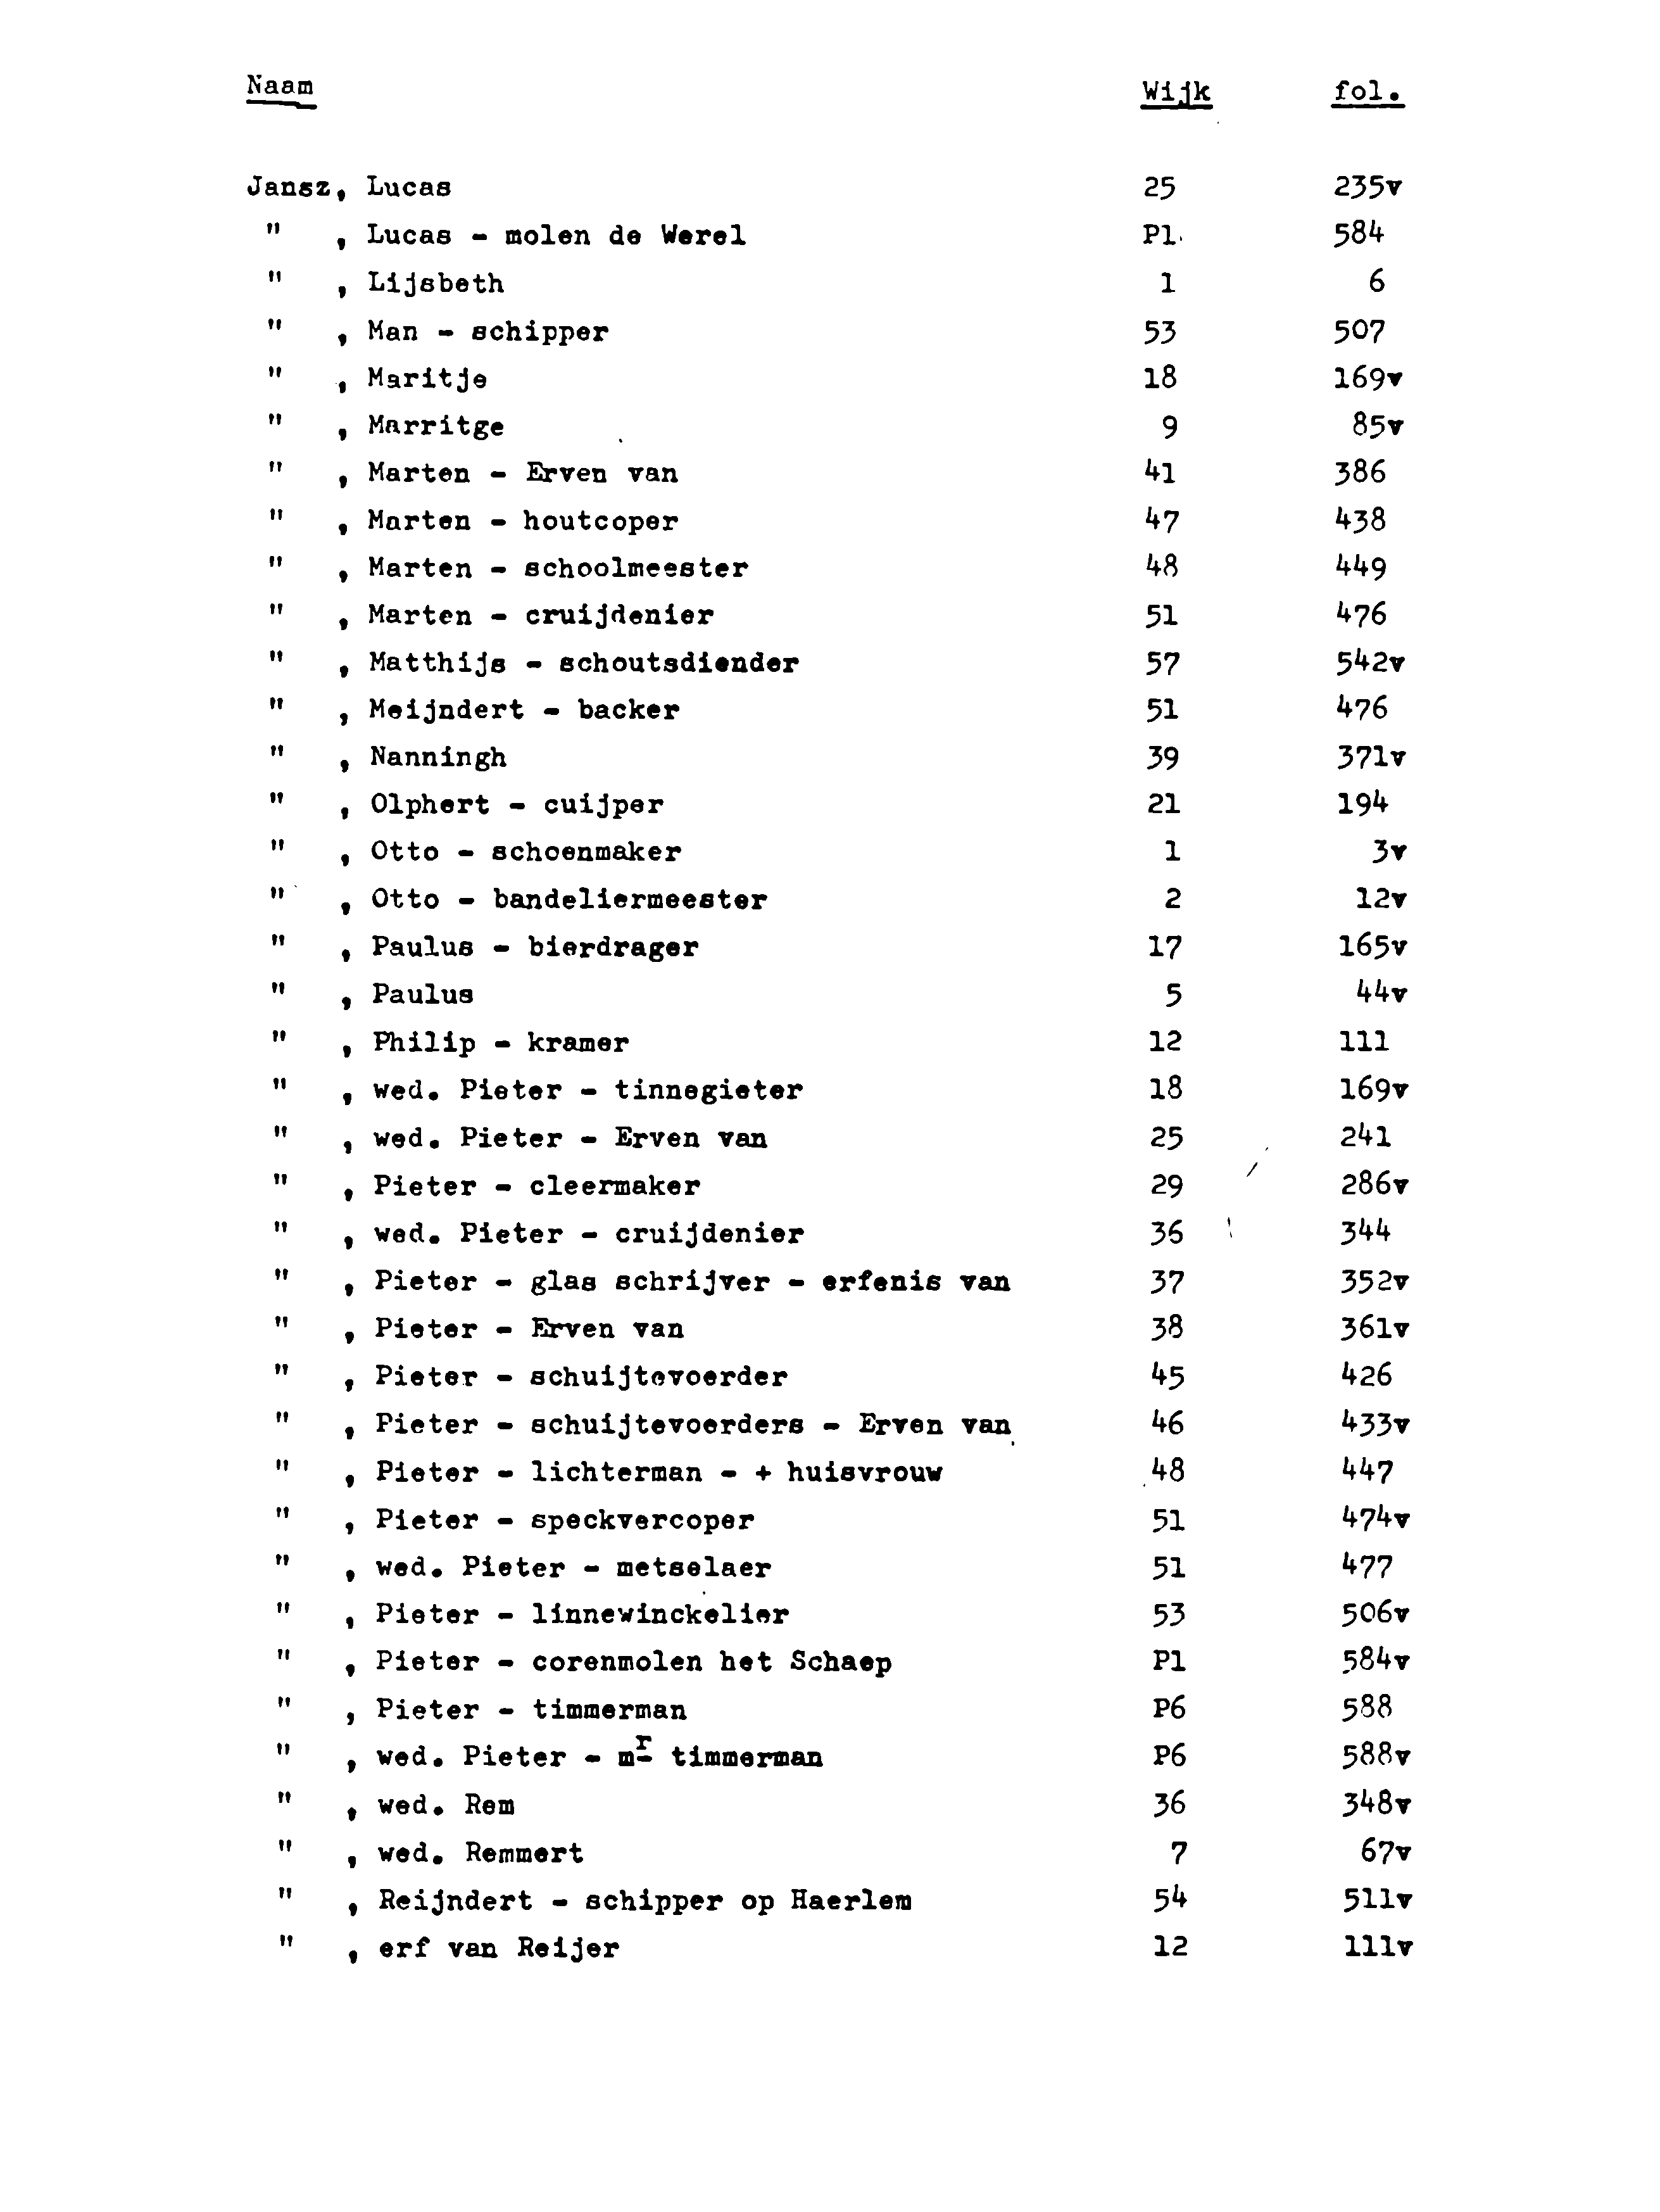 Naam Wijk fol.
Jansz, Lucas 25 235v
" , Lucas - molen de Werel Pl 584
" , Lijsbeth 1 6
" , Man - schipper 53 507
" , Maritje 18 169v
" , Marritge 9 85v
" , Marten - Erven van 41 386
" , Marten - houtcoper 47 438
" , Marten - schoolmeester 48 449
" , Marten - cruijdenier 51 476
" , Matthijs - schoutsdiender 57 542v
" , Meijndert - backer 51 476
" , Nanningh 39 371v
" , Olphert - cuijper 21 194
" , Otto - schoenmaker 1 3v
" , Otto - bandeliermeester 2 12v
" , Paulus - bierdrager 17 165v
" , Paulus 5 44v
" , Philip - kramer 12 111
" , wed. Pieter - tinnegieter 18 169v
" , wed. Pieter - Erven van 25 241
" , Pieter - cleermaker 29 286v
" , wed. Pieter - cruijdenier 36 344
" , Pieter - glas schrijver - erfenis van 37 352v
" , Pieter - Erven van 38 361v
" , Pieter - schuijtevoerder 45 426
" , Pieter - schuijtevoerders - Erven van 46 433v
" , Pieter - lichterman - + huisvrouw 48 447
" , Pieter - speckvercoper 51 474v
" , wed. Pieter - metselaer 51 477
" , Pieter - linnewinckelier 53 506v
" , Pieter - corenmolen het Schaep Pl 584v
" , Pieter - timmerman P6 588
" , wed. Pieter - mr timmerman P6 588v
" , wed. Rem 36 348v
" , wed. Remmert 7 67v
" , Reijndert - schipper op Haerlem 54 511v
" , erf van Reijer 12 111v